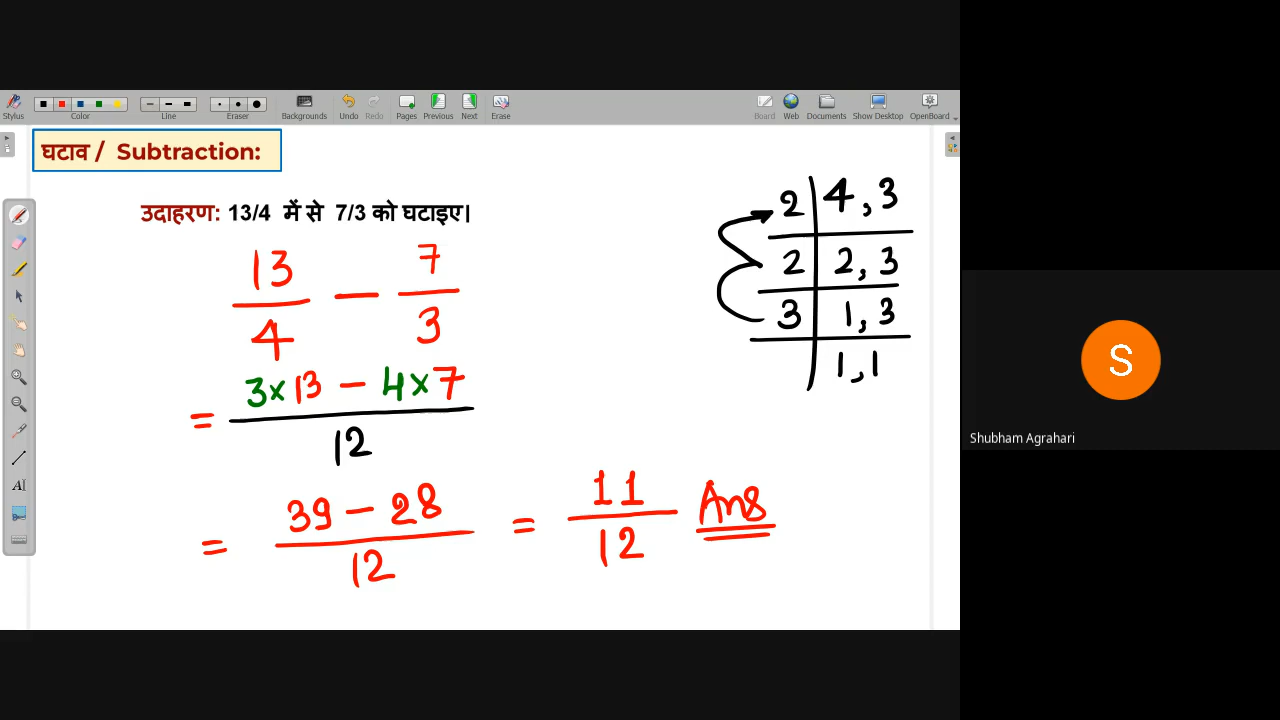 Stylus Color Line Eraser Backgrounds Undo Redo Pages Previous Next Erase Board Web Documents Show Desktop OpenBoard
घटाव / Subtraction:
उदाहरण: 13/4 में से 7/3 को घटाइए।
13/4 − 7/3
= 3×13 − 4×7 / 12
= 39 − 28 / 12 = 11/12 Ans
2 | 4, 3
2 | 2, 3
3 | 1, 3
| 1, 1
S
Shubham Agrahari